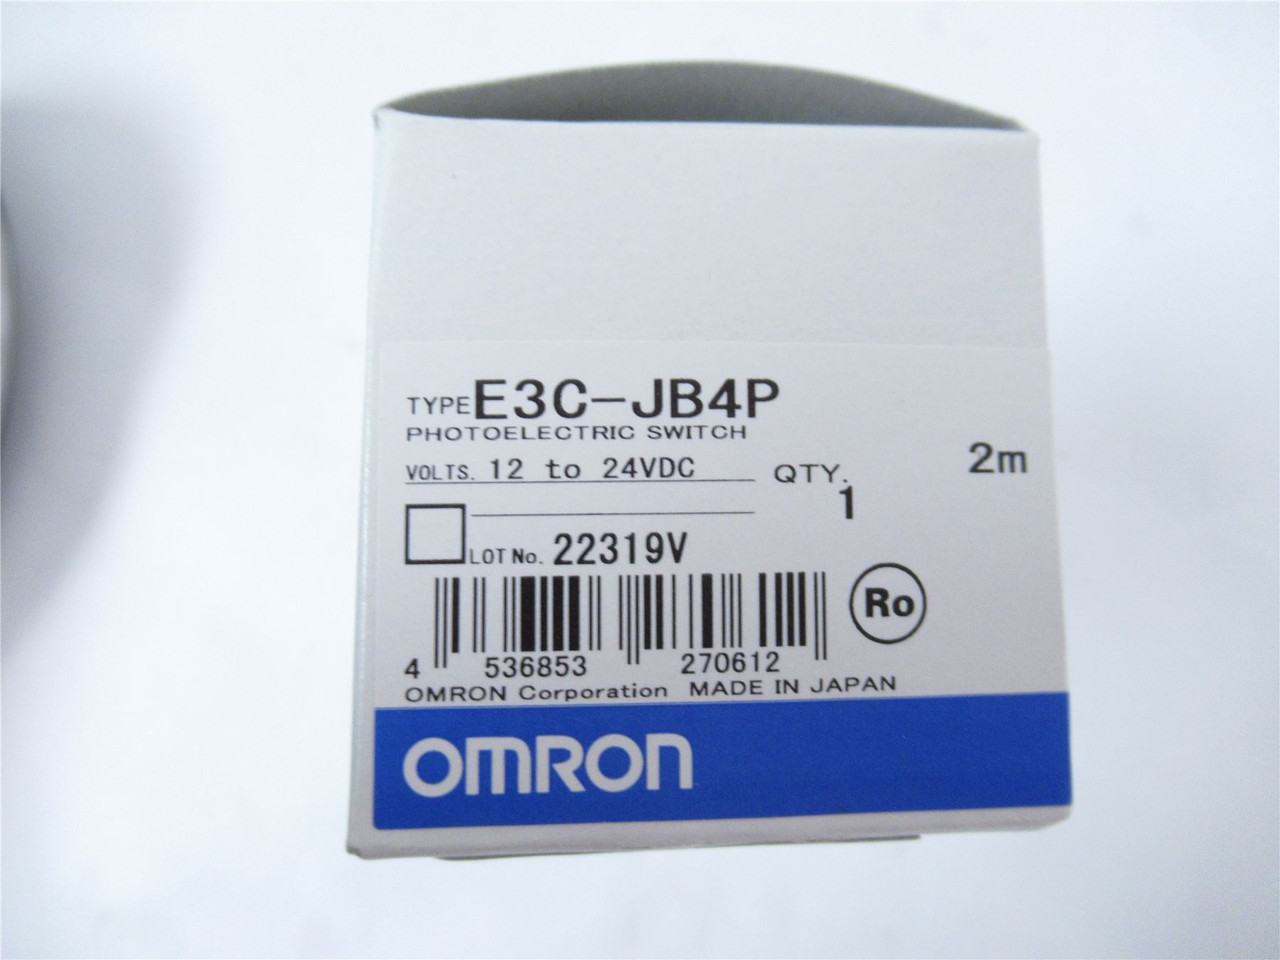 TYPE E3C-JB4P
PHOTOELECTRIC SWITCH
VOLTS. 12 to 24VDC QTY. 2m
1
LOT No. 22319V
Ro
4 536853 270612
OMRON Corporation MADE IN JAPAN
OMRON